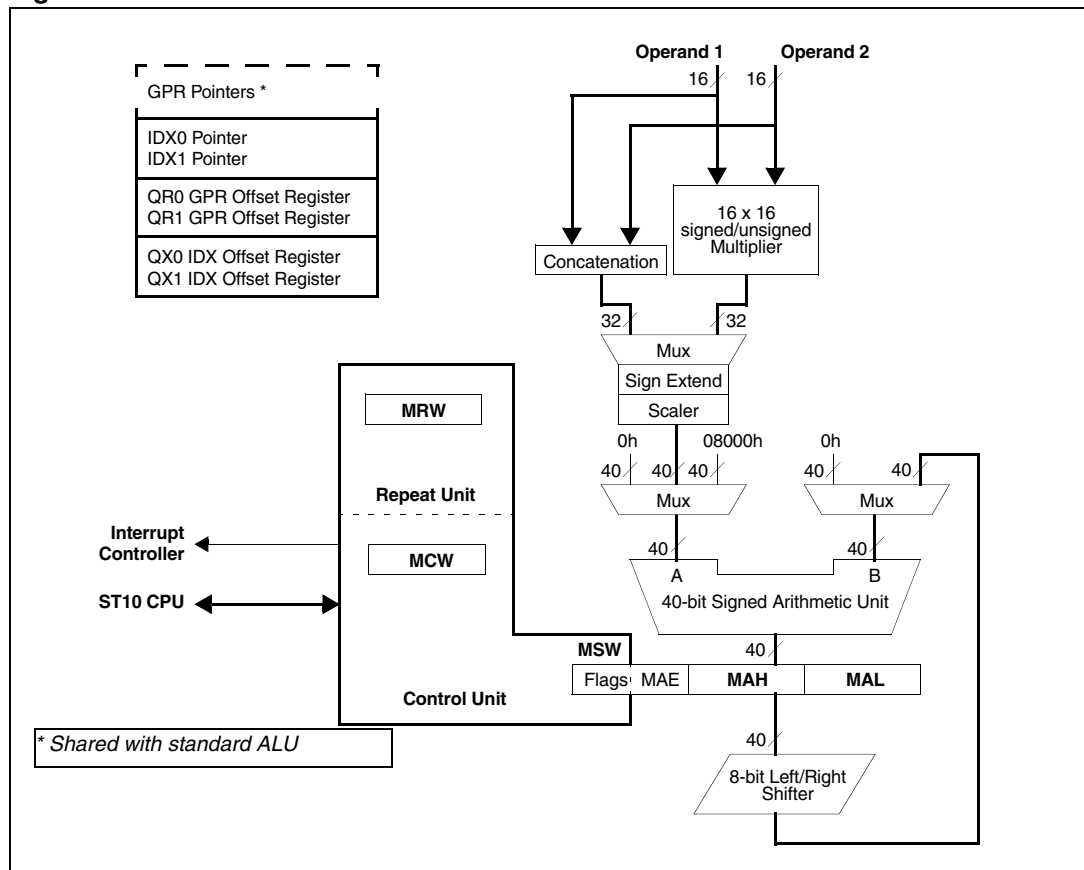 Operand 1
Operand 2
16
16
GPR Pointers *
IDX0 Pointer
IDX1 Pointer
QR0 GPR Offset Register
QR1 GPR Offset Register
QX0 IDX Offset Register
QX1 IDX Offset Register
16 x 16
signed/unsigned
Multiplier
Concatenation
32
32
Mux
Sign Extend
Scaler
MRW
0h
08000h
0h
40
40
40
40
40
Mux
Mux
Repeat Unit
Interrupt
Controller
MCW
40
40
A
B
40-bit Signed Arithmetic Unit
ST10 CPU
MSW
40
Flags
MAE
MAH
MAL
Control Unit
* Shared with standard ALU
40
8-bit Left/Right
Shifter